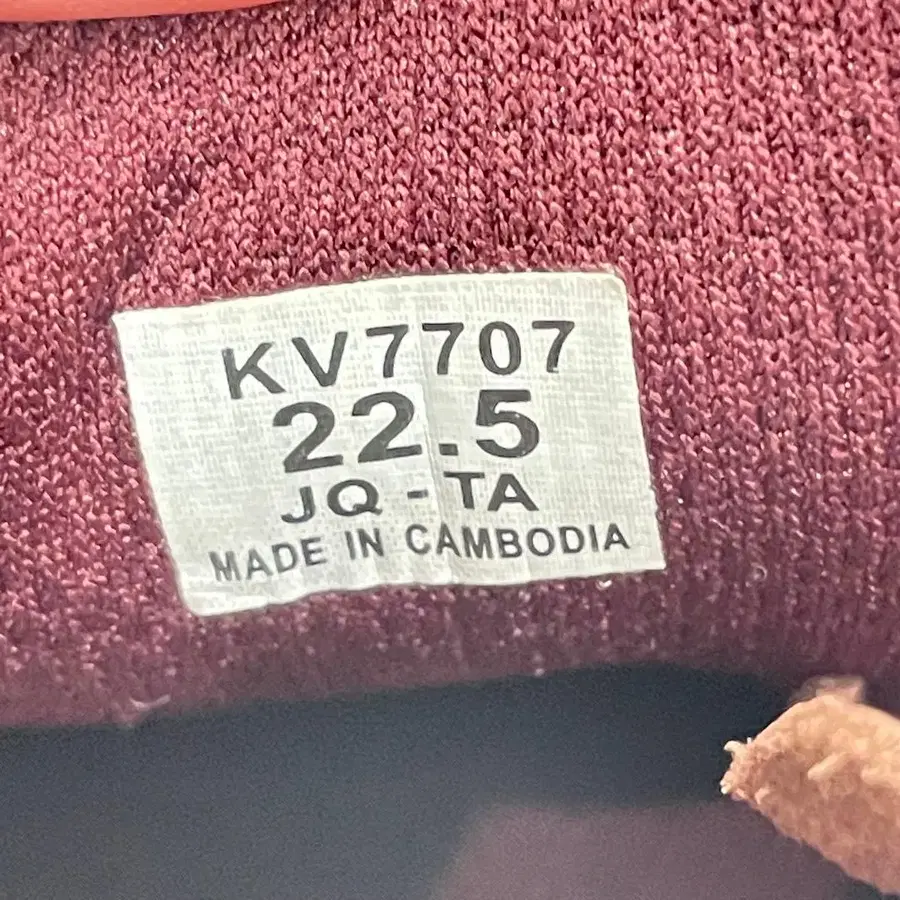 KV7707
22.5
JQ - TA
MADE IN CAMBODIA